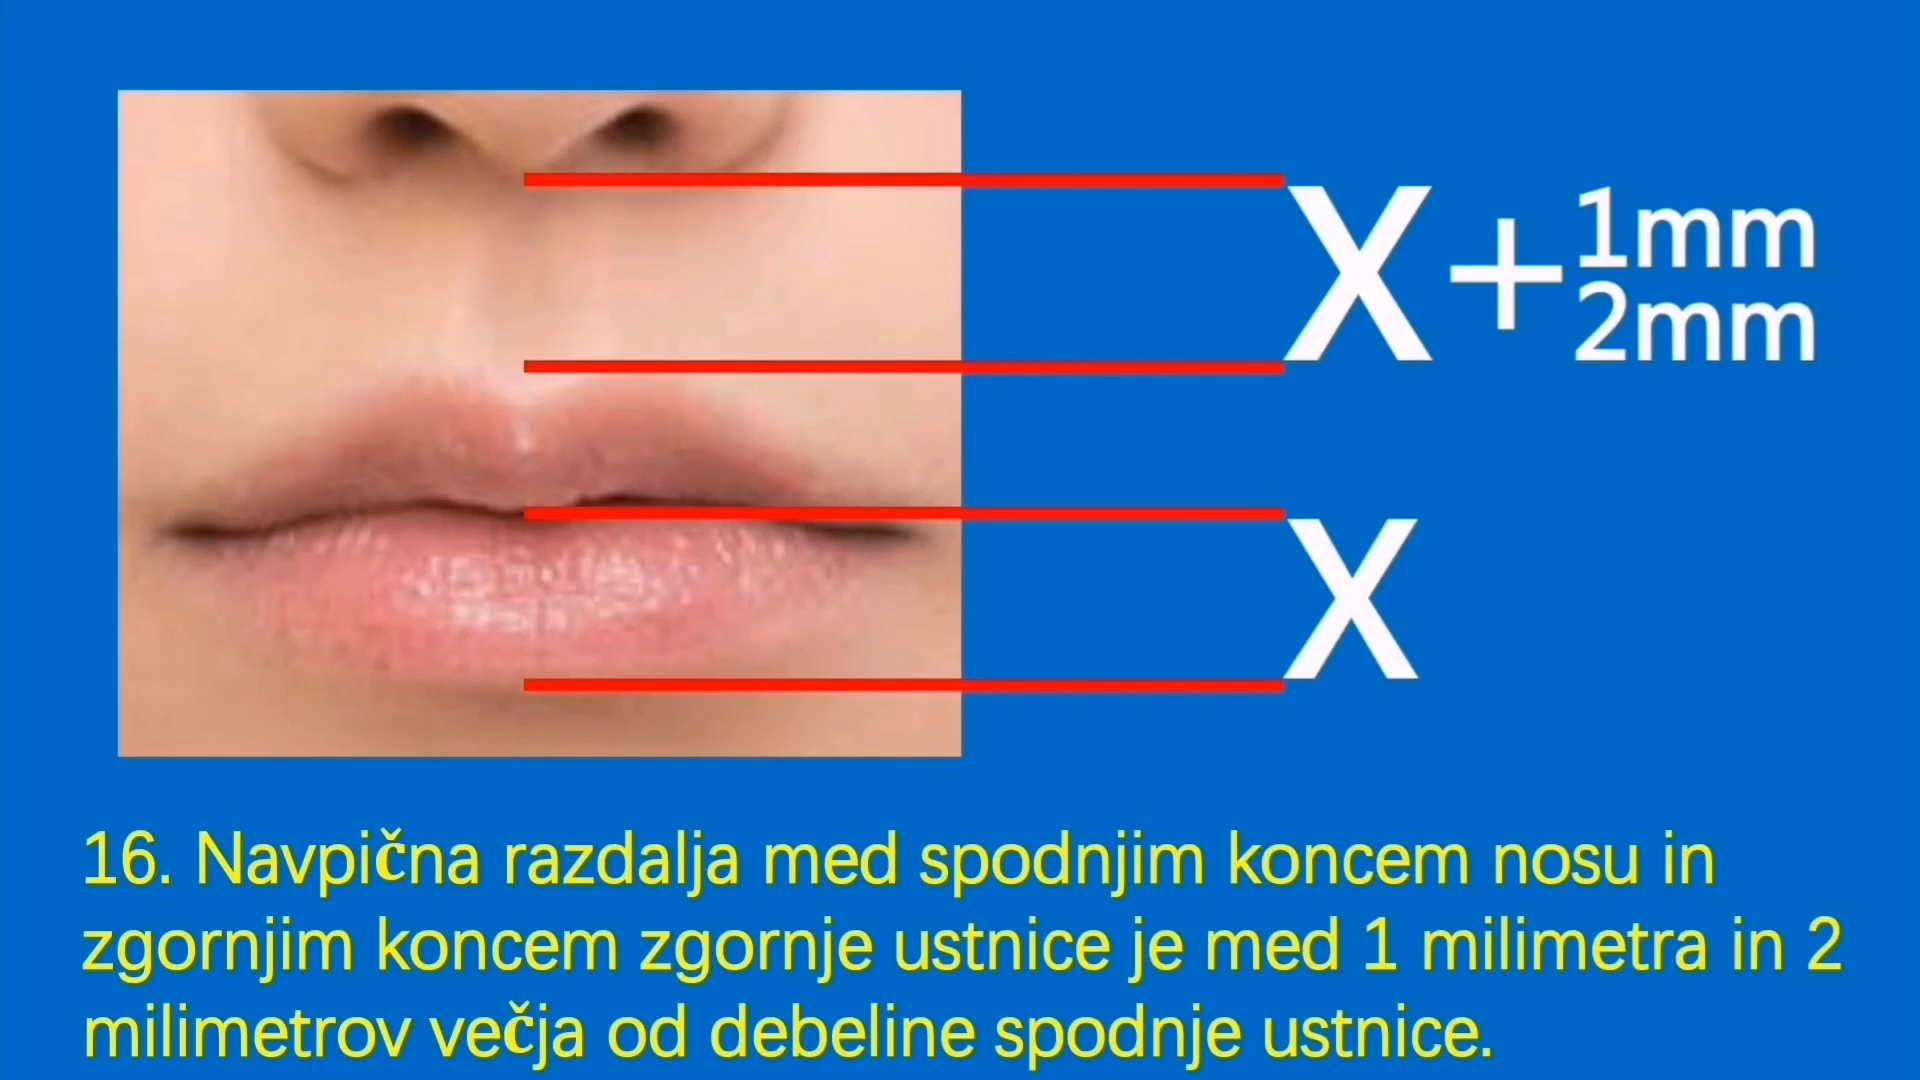 X+1mm
2mm
X
16. Navpična razdalja med spodnjim koncem nosu in
zgornjim koncem zgornje ustnice je med 1 milimetra in 2
milimetrov večja od debeline spodnje ustnice.